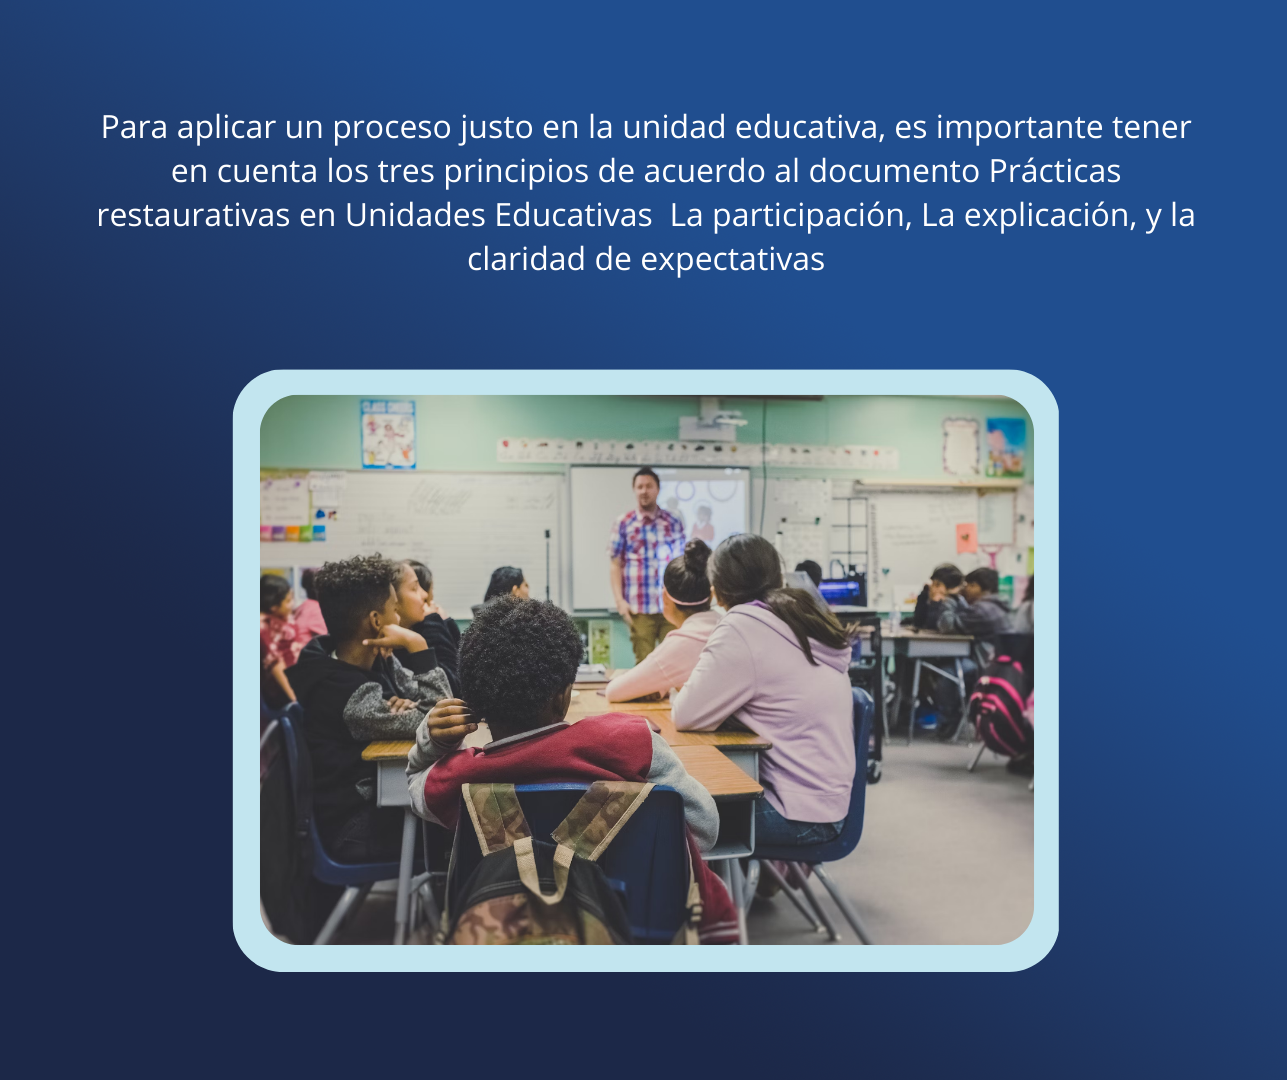 Para aplicar un proceso justo en la unidad educativa, es importante tener
en cuenta los tres principios de acuerdo al documento Prácticas
restaurativas en Unidades Educativas  La participación, La explicación, y la
claridad de expectativas